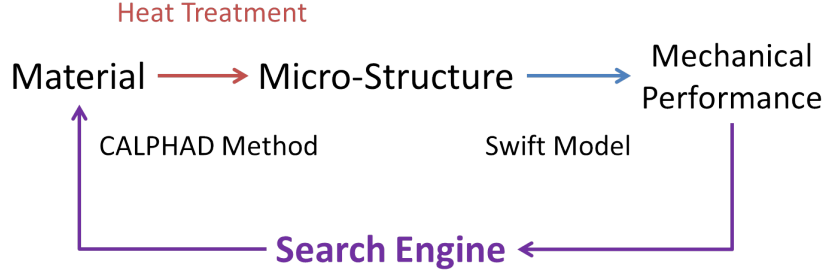 Heat Treatment
Material
Micro-Structure
Mechanical
Performance
CALPHAD Method
Swift Model
Search Engine